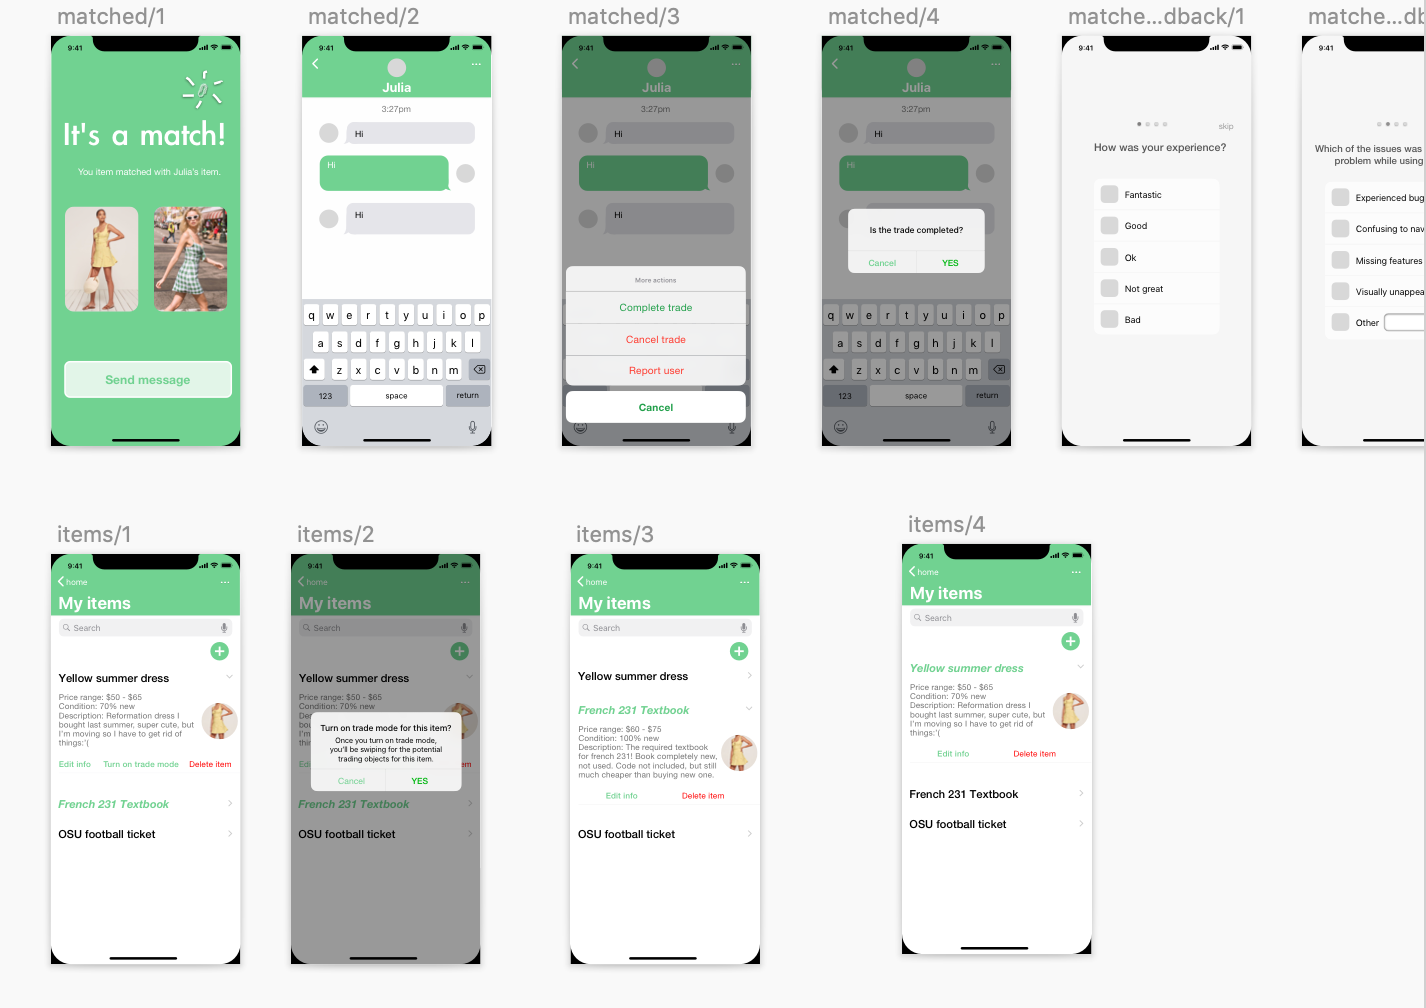 matched/1
matched/2
matched/3
matched/4
matche...dback/1
matche...db
9:41
It's a match!
You item matched with Julia's item.
Send message
9:41
Julia
3:27pm
Hi
Hi
Hi
q w e r t y u i o p
a s d f g h j k l
z x c v b n m
123 space return
9:41
Julia
3:27pm
Hi
Hi
Hi
More actions
Complete trade
Cancel trade
Report user
Cancel
9:41
Julia
3:27pm
Hi
Hi
Is the trade completed?
Cancel YES
q w e r t y u i o p
a s d f g h j k l
z x c v b n m
123 space return
9:41
skip
How was your experience?
Fantastic
Good
Ok
Not great
Bad
9:41
Which of the issues was
problem while using
Experienced bug
Confusing to nav
Missing features
Visually unappea
Other
items/1
items/2
items/3
items/4
9:41
home
My items
Search
Yellow summer dress
Price range: $50 - $65
Condition: 70% new
Description: Reformation dress I
bought last summer, super cute, but
I'm moving so I have to get rid of
things:'(
Edit info Turn on trade mode Delete item
French 231 Textbook
OSU football ticket
9:41
home
My items
Search
Yellow summer dress
Price range: $50 - $65
Condition: 70% new
Turn on trade mode for this item?
Once you turn on trade mode,
you'll be swiping for the potential
trading objects for this item.
Cancel YES
French 231 Textbook
OSU football ticket
9:41
home
My items
Search
Yellow summer dress
French 231 Textbook
Price range: $60 - $75
Condition: 100% new
Description: The required textbook
for french 231! Book completely new,
not used. Code not included, but still
much cheaper than buying new one.
Edit info Delete item
OSU football ticket
9:41
home
My items
Search
Yellow summer dress
Price range: $50 - $65
Condition: 70% new
Description: Reformation dress I
bought last summer, super cute, but
I'm moving so I have to get rid of
things:'(
Edit info Delete item
French 231 Textbook
OSU football ticket